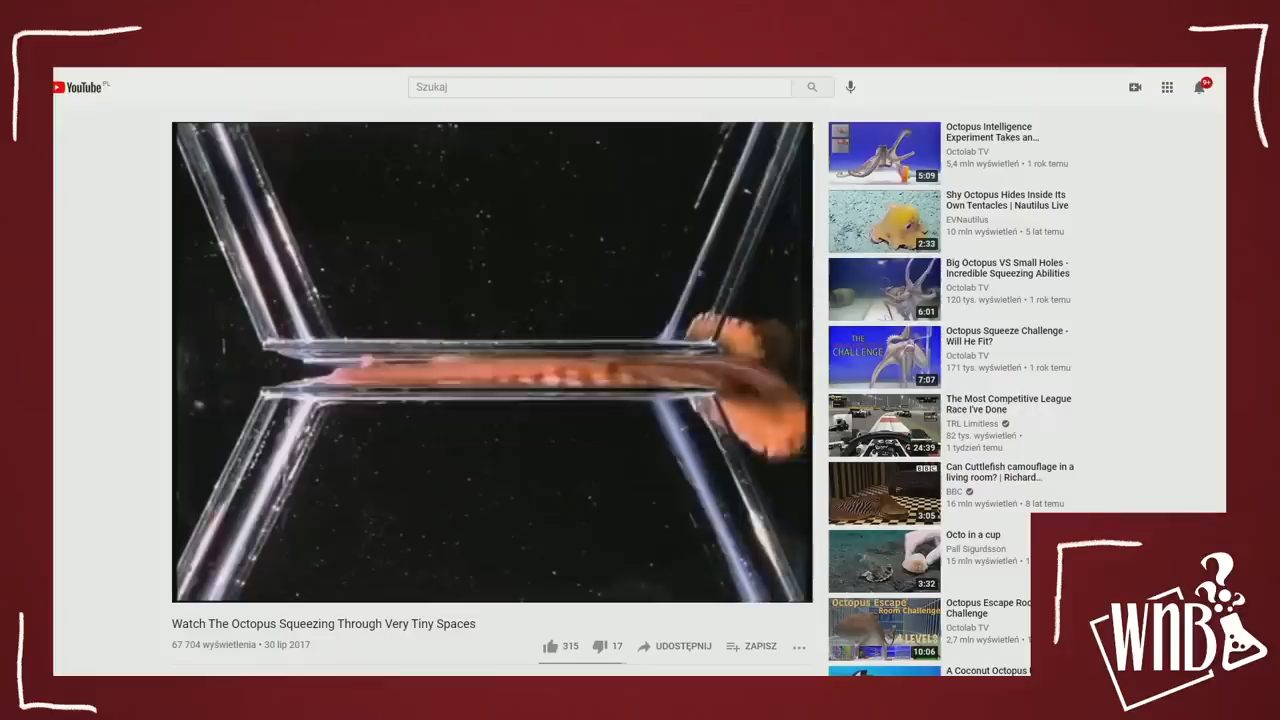 YouTube PL
Szukaj
9+
Watch The Octopus Squeezing Through Very Tiny Spaces
67 704 wyświetlenia • 30 lip 2017
315
17
UDOSTĘPNIJ
ZAPISZ
5:09
Octopus Intelligence
Experiment Takes an...
Octolab TV
5,4 mln wyświetleń • 1 rok temu
2:33
Shy Octopus Hides Inside Its
Own Tentacles | Nautilus Live
EVNautilus
10 mln wyświetleń • 5 lat temu
6:01
Big Octopus VS Small Holes -
Incredible Squeezing Abilities
Octolab TV
120 tys. wyświetleń • 1 rok temu
THE
CHALLENGE
7:07
Octopus Squeeze Challenge -
Will He Fit?
Octolab TV
171 tys. wyświetleń • 1 rok temu
24:39
The Most Competitive League
Race I've Done
TRL Limitless
82 tys. wyświetleń •
1 tydzień temu
BBC
3:05
Can Cuttlefish camouflage in a
living room? | Richard...
BBC
16 mln wyświetleń • 8 lat temu
3:32
Octo in a cup
Pall Sigurdsson
15 mln wyświetleń • 1
Octopus Escape
Room Challenge
4 LEVELS
10:06
Octopus Escape Roo
Challenge
Octolab TV
2,7 mln wyświetleń •
A Coconut Octopus
WNB
?